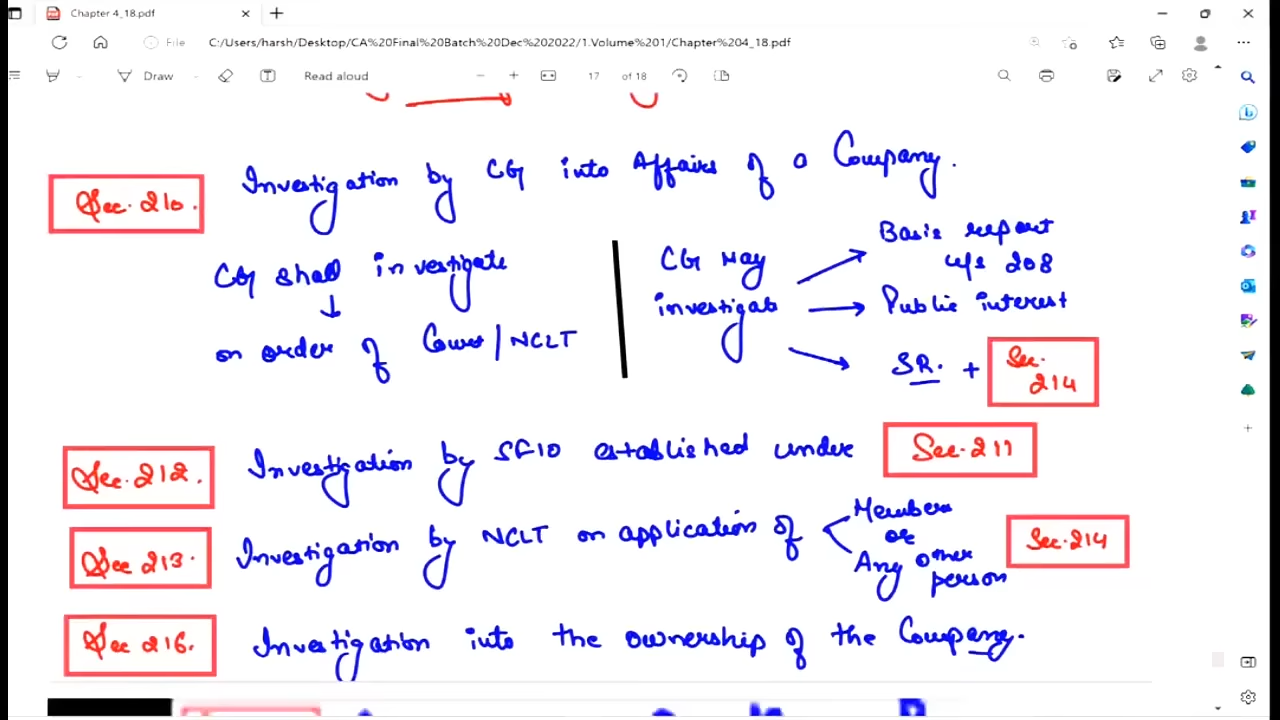 Chapter 4_18.pdf
File
C:/Users/harsh/Desktop/CA%20Final%20Batch%20Dec%202022/1.Volume%201/Chapter%204_18.pdf
Draw
Read aloud
17 of 18
Sec. 210.
Investigation by CG into Affairs of a Company.
CG shall investigate
on order of Court/NCLT
CG May
investigate
Basis report
u/s 208
Public interest
SR. +
Sec.
214
Sec. 212.
Investigation by SFIO established under
Sec. 211
Sec 213.
Investigation by NCLT on application of
Members
or
Any other
person
Sec. 214
Sec 216.
Investigation into the ownership of the Company.